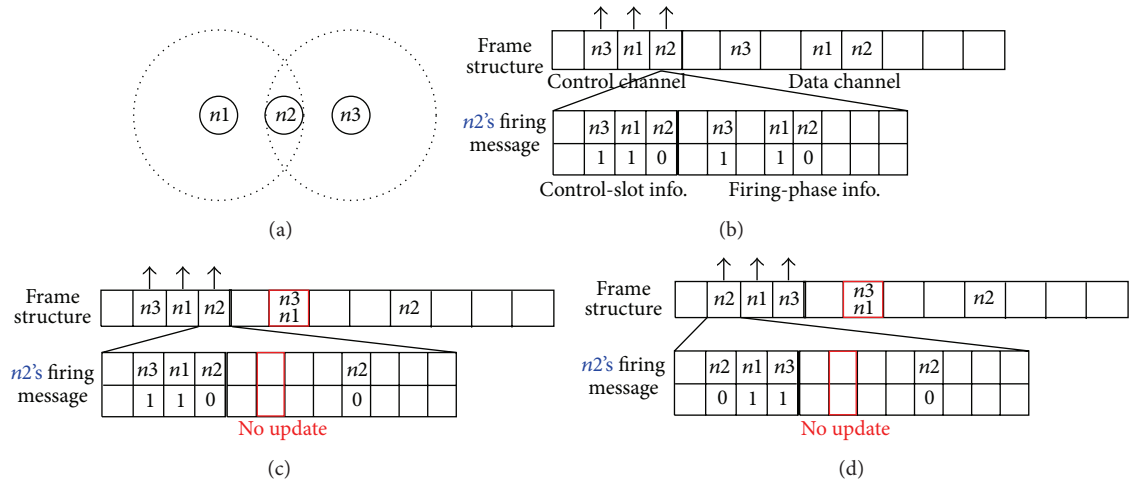 n1 n2 n3
(a)
Frame structure
n3 n1 n2 n3 n1 n2
Control channel Data channel
n2's firing message
n3 n1 n2 n3 n1 n2
1 1 0 1 1 0
Control-slot info. Firing-phase info.
(b)
Frame structure
n3 n1 n2 n3 n1 n2
n2's firing message
n3 n1 n2 n2
1 1 0 0
No update
(c)
Frame structure
n2 n1 n3 n3 n1 n2
n2's firing message
n2 n1 n3 n2
0 1 1 0
No update
(d)